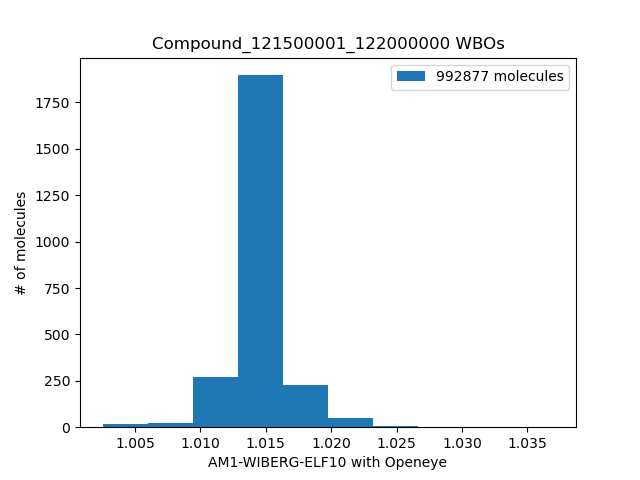 Compound_121500001_122000000 WBOs
992877 molecules
# of molecules
1750
1500
1250
1000
750
500
250
0
1.005 1.010 1.015 1.020 1.025 1.030 1.035
AM1-WIBERG-ELF10 with Openeye